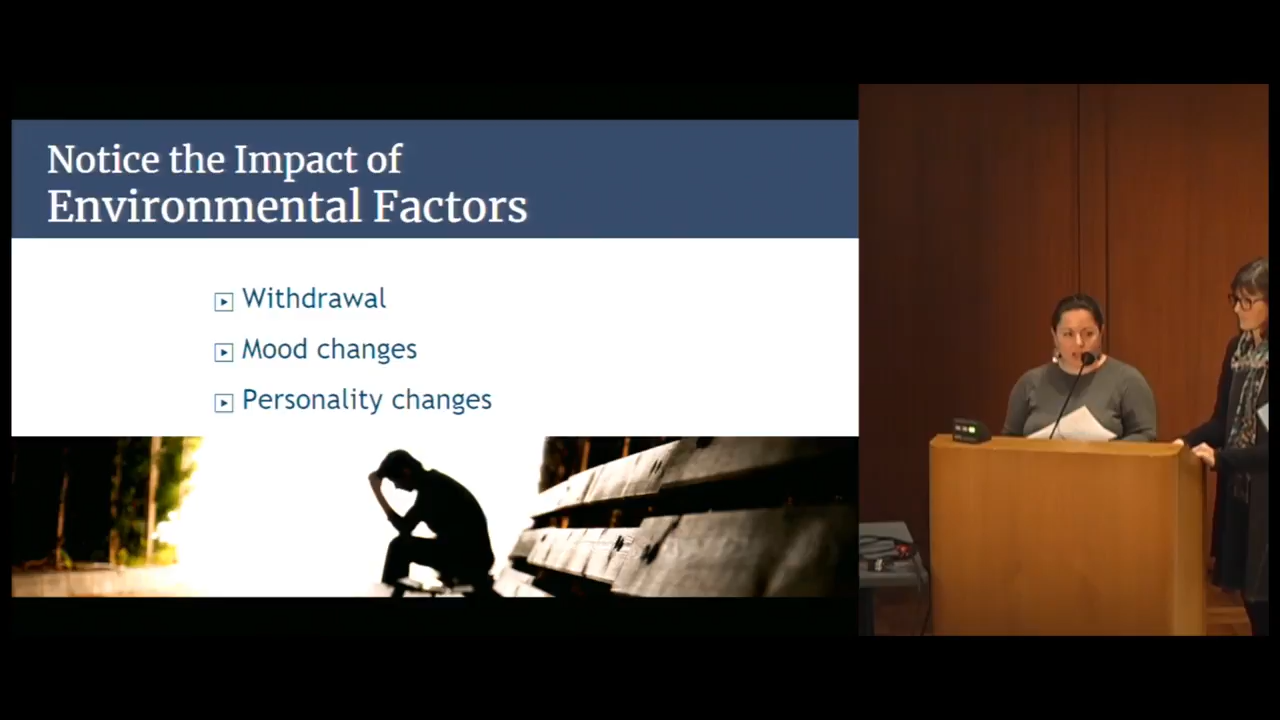 Notice the Impact of
Environmental Factors
Withdrawal
Mood changes
Personality changes